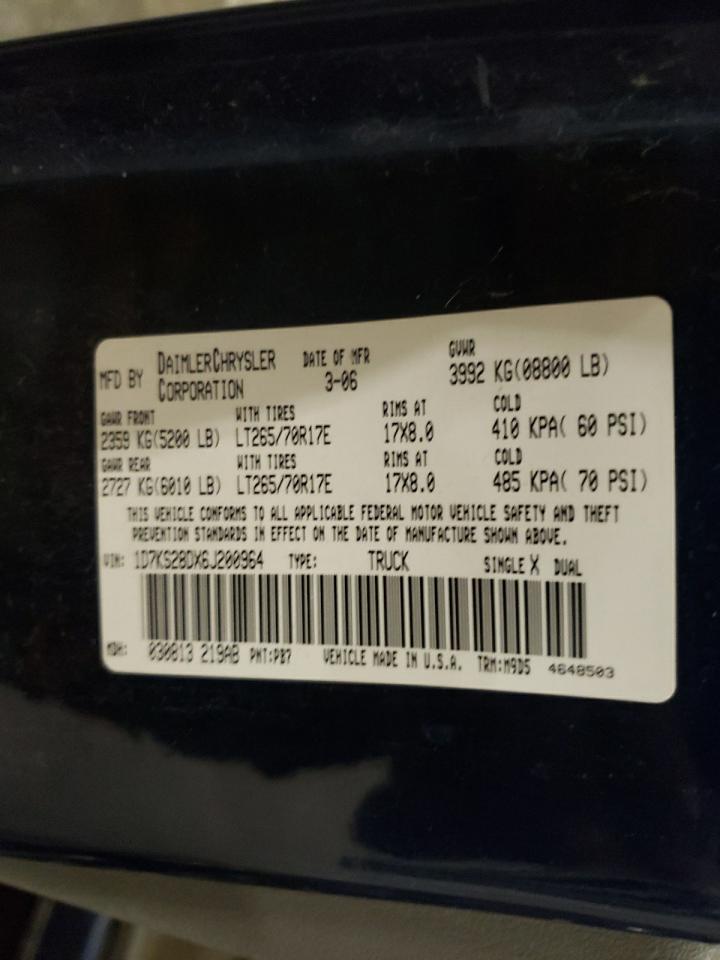 MFD BY DAIMLERCHRYSLER CORPORATION DATE OF MFR 3-06 GVWR 3992 KG(08800 LB)
GAWR FRONT WITH TIRES RIMS AT COLD
2359 KG(5200 LB) LT265/70R17E 17X8.0 410 KPA( 60 PSI)
GAWR REAR WITH TIRES RIMS AT COLD
2727 KG(6010 LB) LT265/70R17E 17X8.0 485 KPA( 70 PSI)
THIS VEHICLE CONFORMS TO ALL APPLICABLE FEDERAL MOTOR VEHICLE SAFETY AND THEFT
PREVENTION STANDARDS IN EFFECT ON THE DATE OF MANUFACTURE SHOWN ABOVE.
VIN: 1D7KS28DX6J200964 TYPE: TRUCK SINGLE X DUAL
MDH: 030813 219AB PNT:PB7 VEHICLE MADE IN U.S.A. TRM:M9D5 4648503